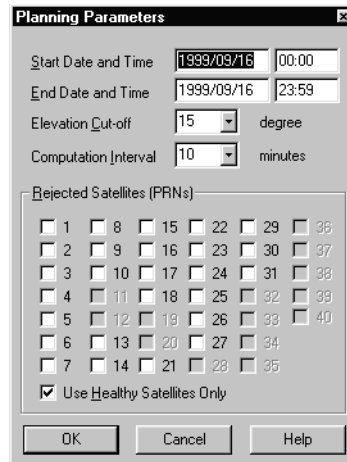 Planning Parameters
Start Date and Time 1999/09/16 00:00
End Date and Time 1999/09/16 23:59
Elevation Cut-off 15 degree
Computation Interval 10 minutes
Rejected Satellites (PRNs)
1 8 15 22 29 36
2 9 16 23 30 37
3 10 17 24 31 38
4 11 18 25 32 39
5 12 19 26 33 40
6 13 20 27 34
7 14 21 28 35
Use Healthy Satellites Only
OK Cancel Help